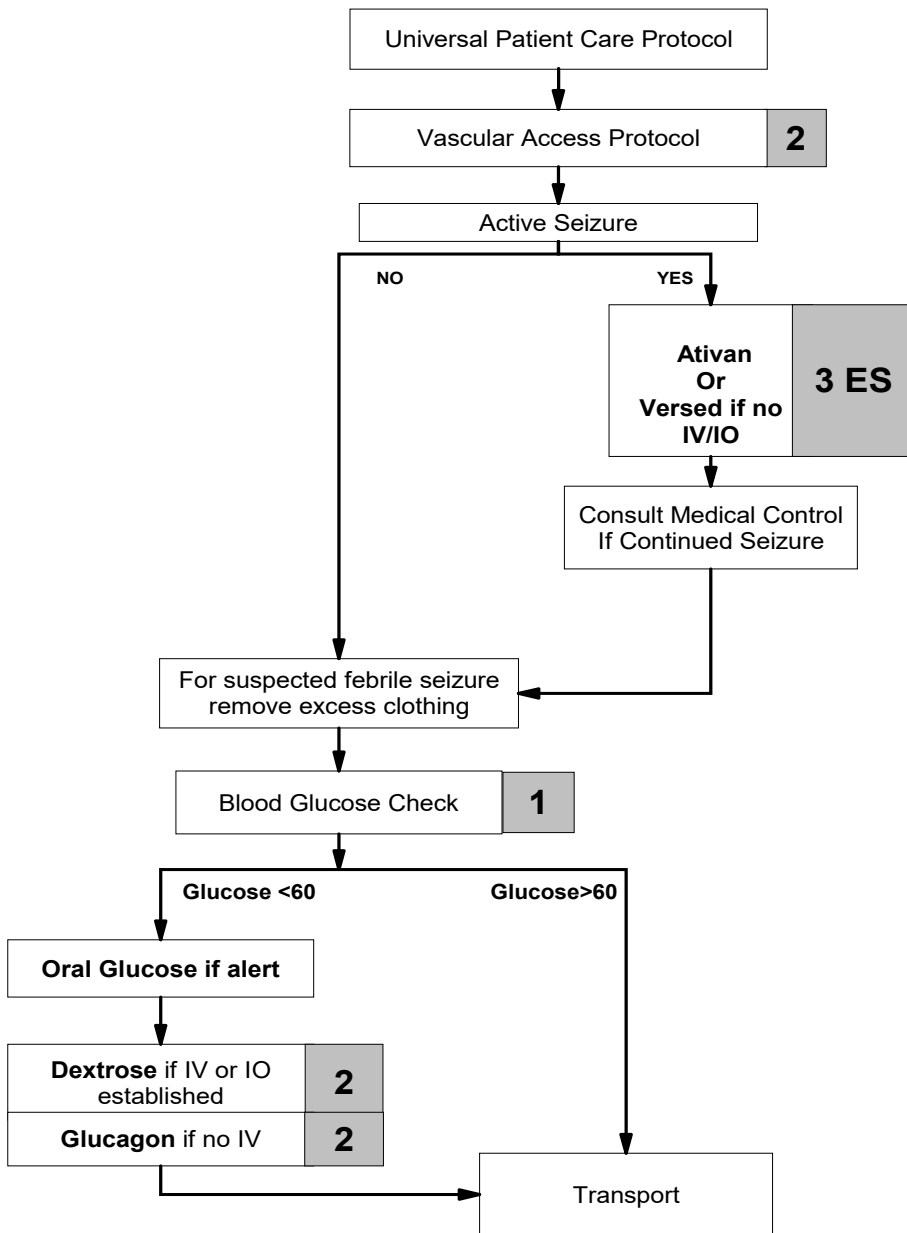 Universal Patient Care Protocol
Vascular Access Protocol
2
Active Seizure
NO
YES
Ativan
Or
Versed if no
IV/IO
3 ES
Consult Medical Control
If Continued Seizure
For suspected febrile seizure
remove excess clothing
Blood Glucose Check
1
Glucose <60
Glucose>60
Oral Glucose if alert
Dextrose if IV or IO
established
2
Glucagon if no IV
2
Transport